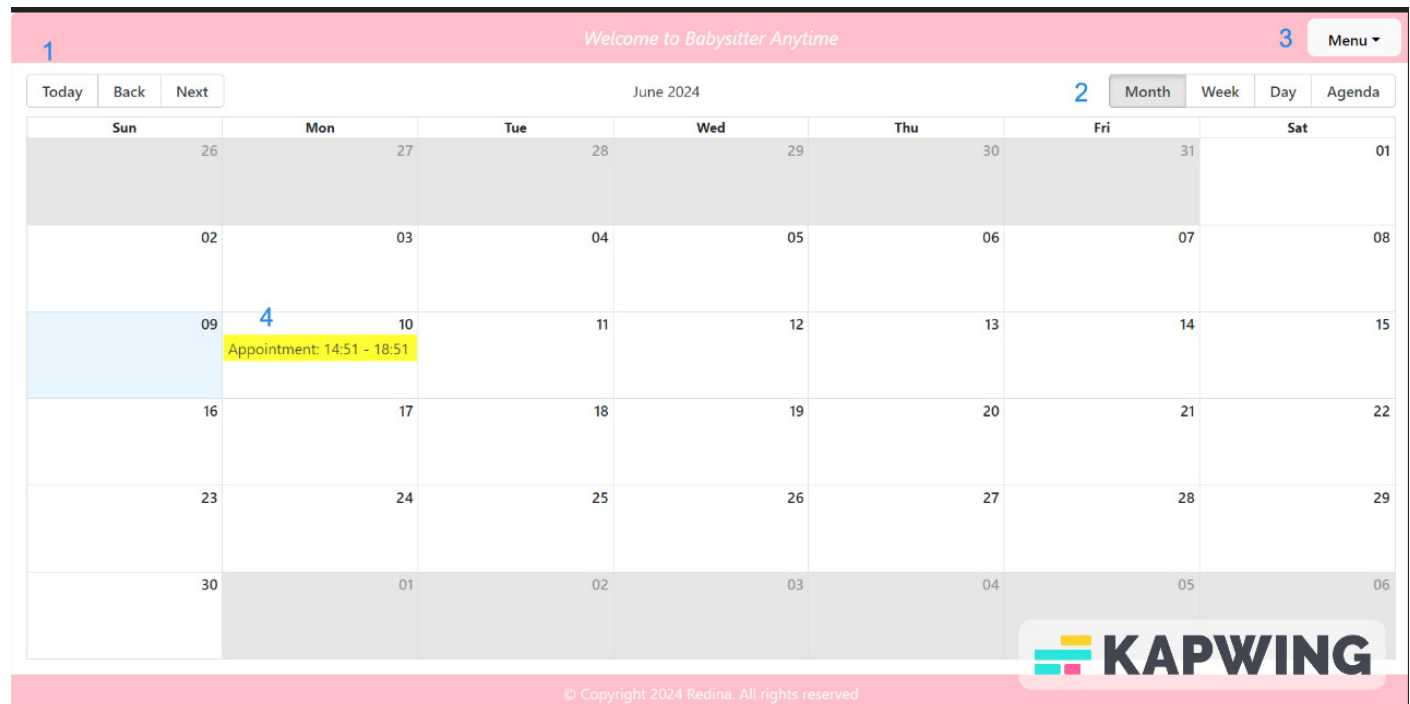 Welcome to Babysitter Anytime
1
3 Menu
Today Back Next June 2024 2 Month Week Day Agenda
Sun Mon Tue Wed Thu Fri Sat
26 27 28 29 30 31 01
02 03 04 05 06 07 08
09 4 10 11 12 13 14 15
Appointment: 14:51 - 18:51
16 17 18 19 20 21 22
23 24 25 26 27 28 29
30 01 02 03 04 05 06
KAPWING
© Copyright 2024 Redina. All rights reserved